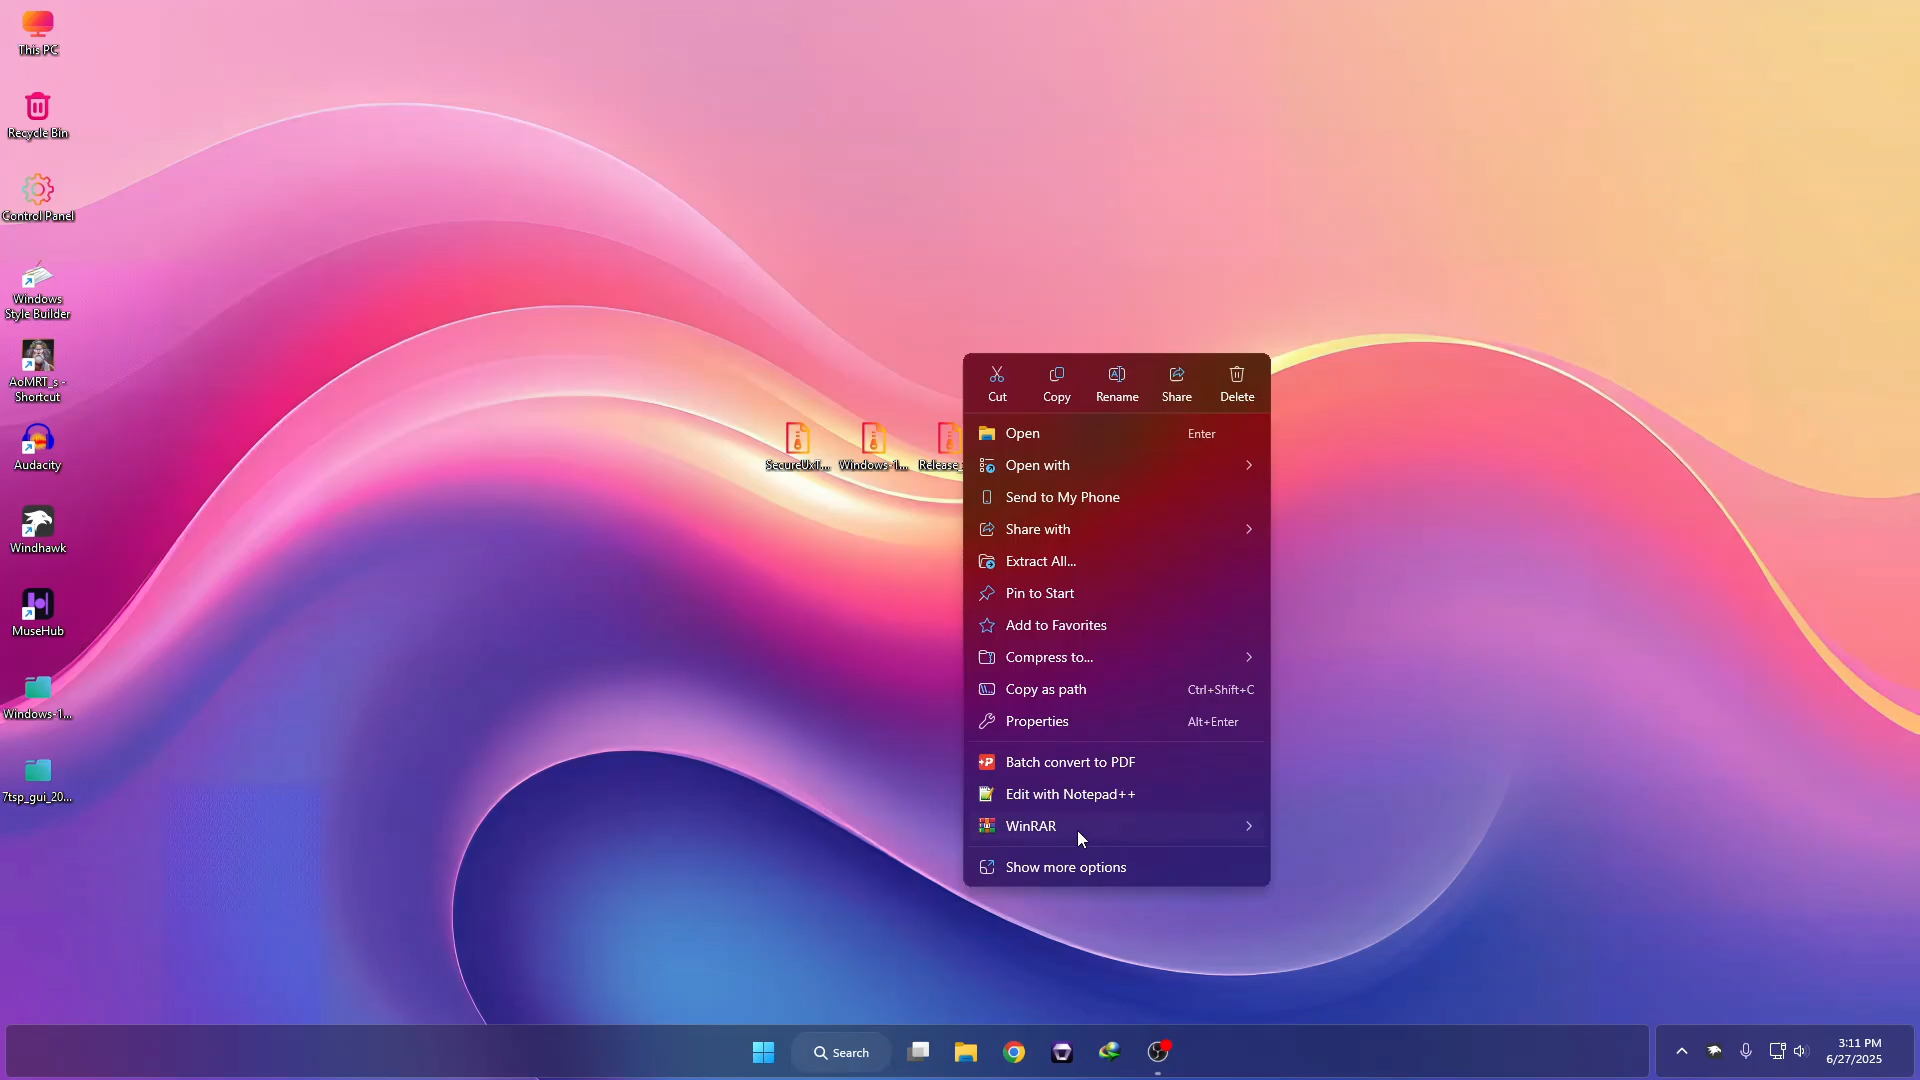 This PC
Recycle Bin
Control Panel
Windows
Style Builder
AoMRT_s -
Shortcut
Audacity
Windhawk
MuseHub
Windows-1...
7tsp_gui_20...
SecureUxT...
Windows-1...
Release_
Cut
Copy
Rename
Share
Delete
Open Enter
Open with
Send to My Phone
Share with
Extract All...
Pin to Start
Add to Favorites
Compress to...
Copy as path Ctrl+Shift+C
Properties Alt+Enter
Batch convert to PDF
Edit with Notepad++
WinRAR
Show more options
Search
3:11 PM
6/27/2025